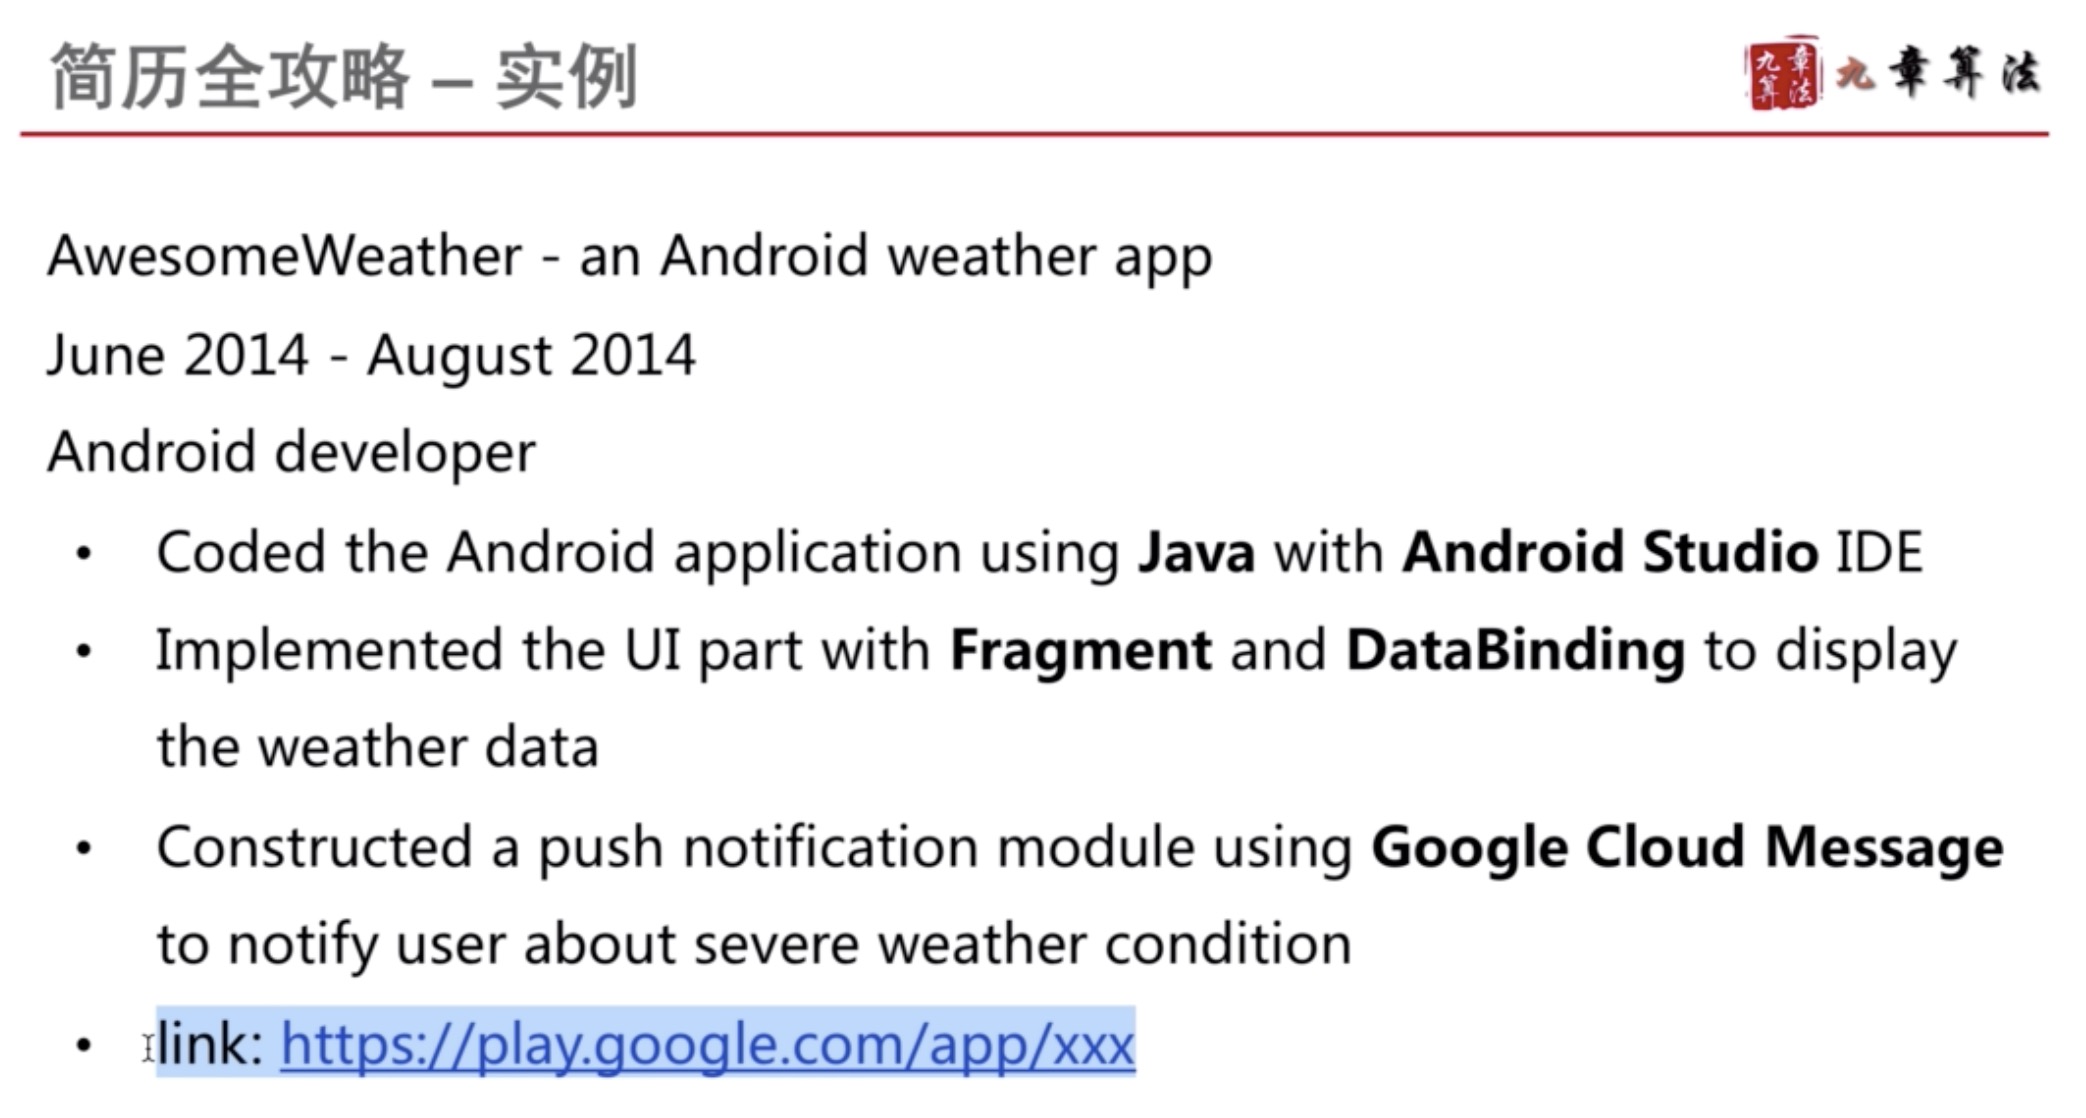 简历全攻略 – 实例
九章算法
九章算法
AwesomeWeather - an Android weather app
June 2014 - August 2014
Android developer
• Coded the Android application using Java with Android Studio IDE
• Implemented the UI part with Fragment and DataBinding to display
the weather data
• Constructed a push notification module using Google Cloud Message
to notify user about severe weather condition
• link: https://play.google.com/app/xxx